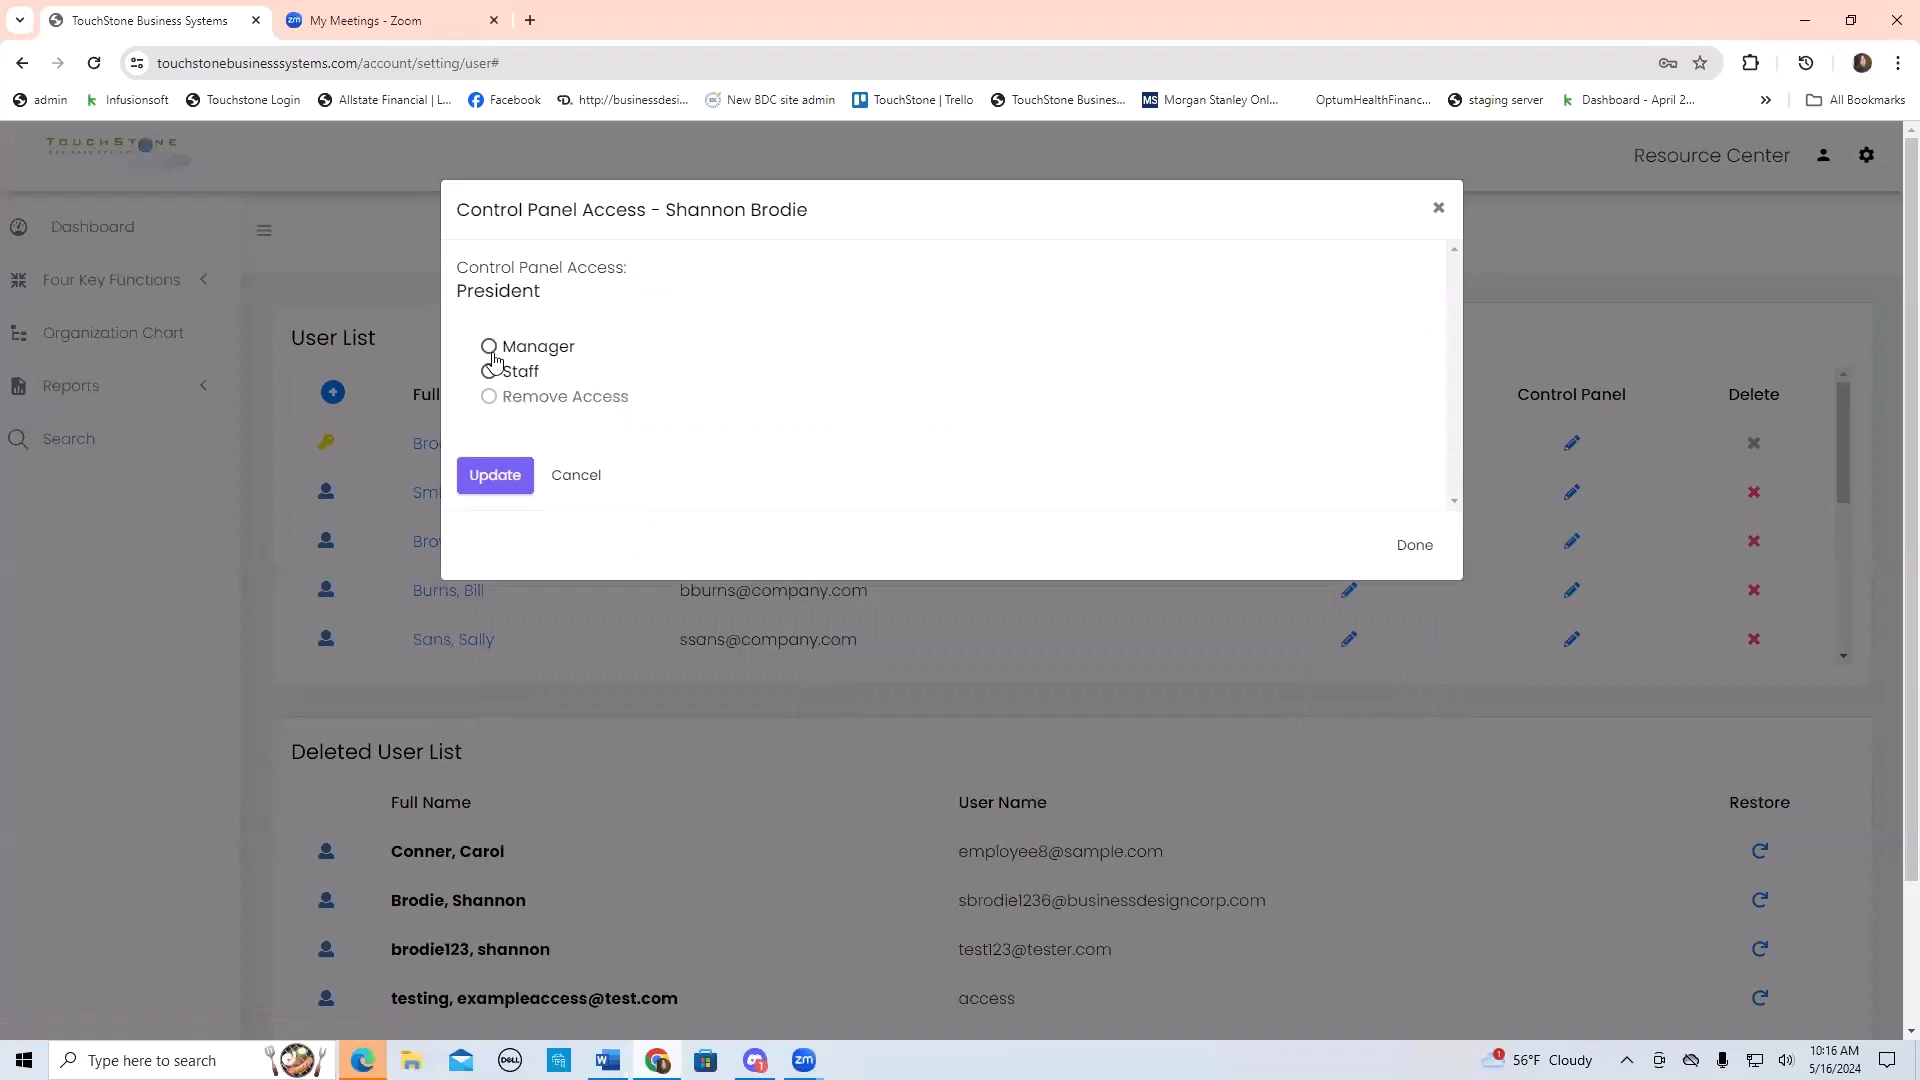 TouchStone Business Systems
My Meetings - Zoom
touchstonebusinesssystems.com/account/setting/user#
admin
Infusionsoft
Touchstone Login
Allstate Financial | L...
Facebook
http://businessdesi...
New BDC site admin
TouchStone | Trello
TouchStone Busines...
Morgan Stanley Onl...
OptumHealthFinanc...
staging server
Dashboard - April 2...
All Bookmarks
TOUCHSTONE
Resource Center
Control Panel Access - Shannon Brodie
Dashboard
Four Key Functions
Organization Chart
Reports
Search
Control Panel Access:
President
Manager
Staff
Remove Access
Update Cancel
Done
User List
Full
Control Panel
Delete
Bro
Smi
Bro
Burns, Bill bburns@company.com
Sans, Sally ssans@company.com
Deleted User List
Full Name User Name Restore
Conner, Carol employee8@sample.com
Brodie, Shannon sbrodie1236@businessdesigncorp.com
brodie123, shannon test123@tester.com
testing, exampleaccess@test.com access
Type here to search
56°F Cloudy
10:16 AM
5/16/2024